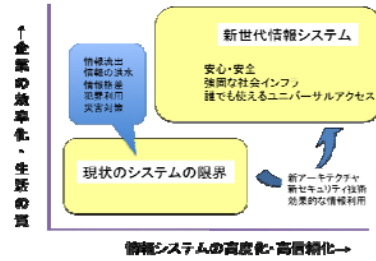 新世代情報システム
安心・安全
強固な社会インフラ
誰でも使えるユニバーサルアクセス
情報流出
情報の洪水
情報格差
犯罪利用
災害対策
現状のシステムの限界
新アーキテクチャ
新セキュリティ技術
効果的な情報利用
↑企業の効率化・生活の質
情報システムの高度化・高信頼化→